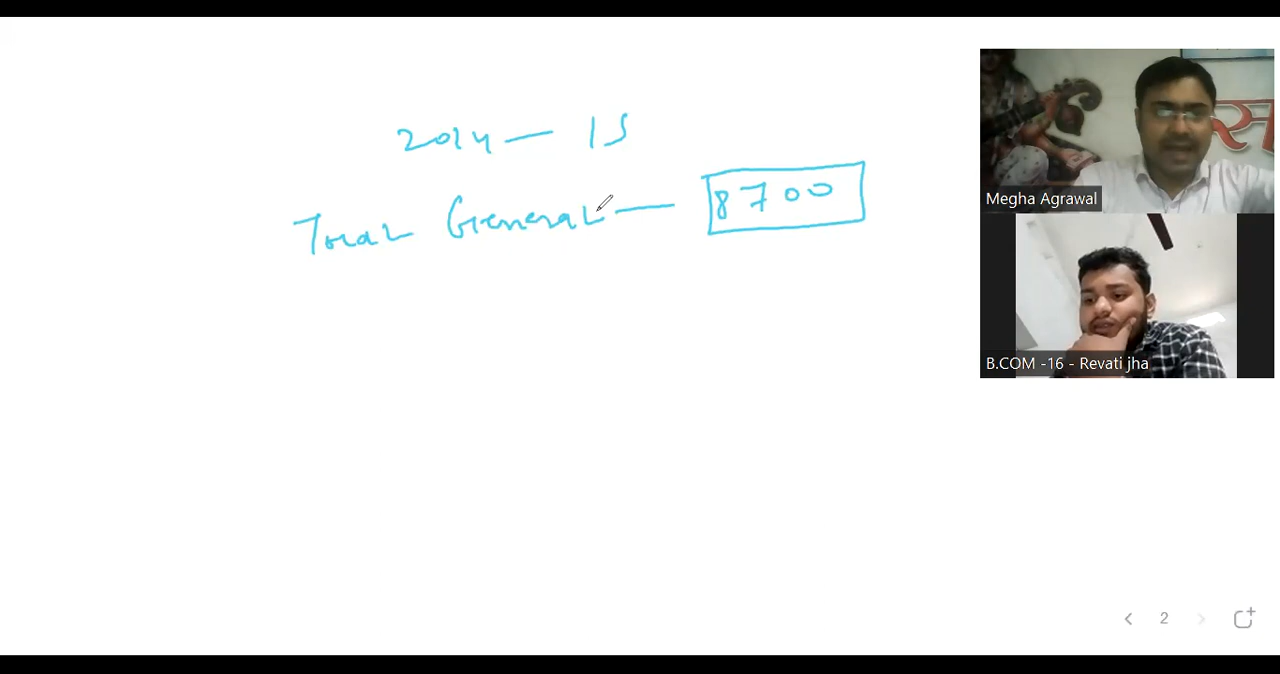 2014 — 15
Total General — 8700
Megha Agrawal
B.COM -16 - Revati jha
2